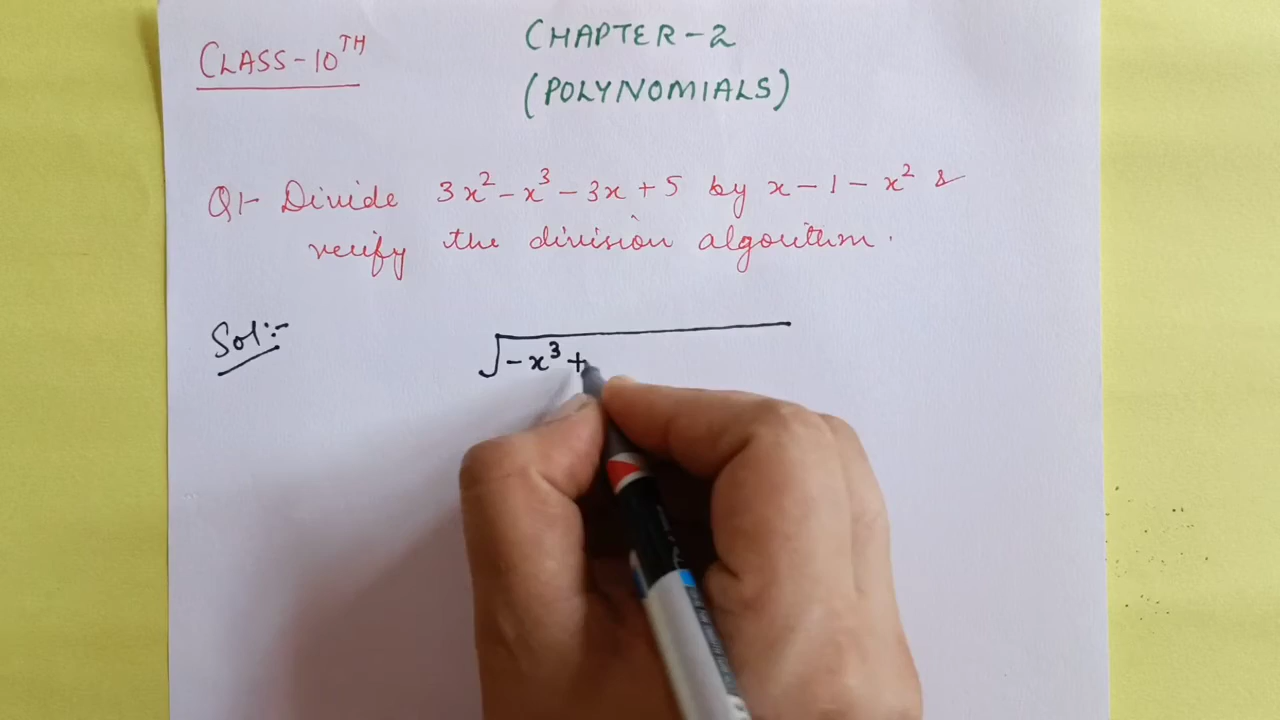 CLASS-10TH
CHAPTER-2
(POLYNOMIALS)
Q1- Divide 3x² - x³ - 3x + 5 by x - 1 - x² &
verify the division algoritum.
Sol:-
-x³ +